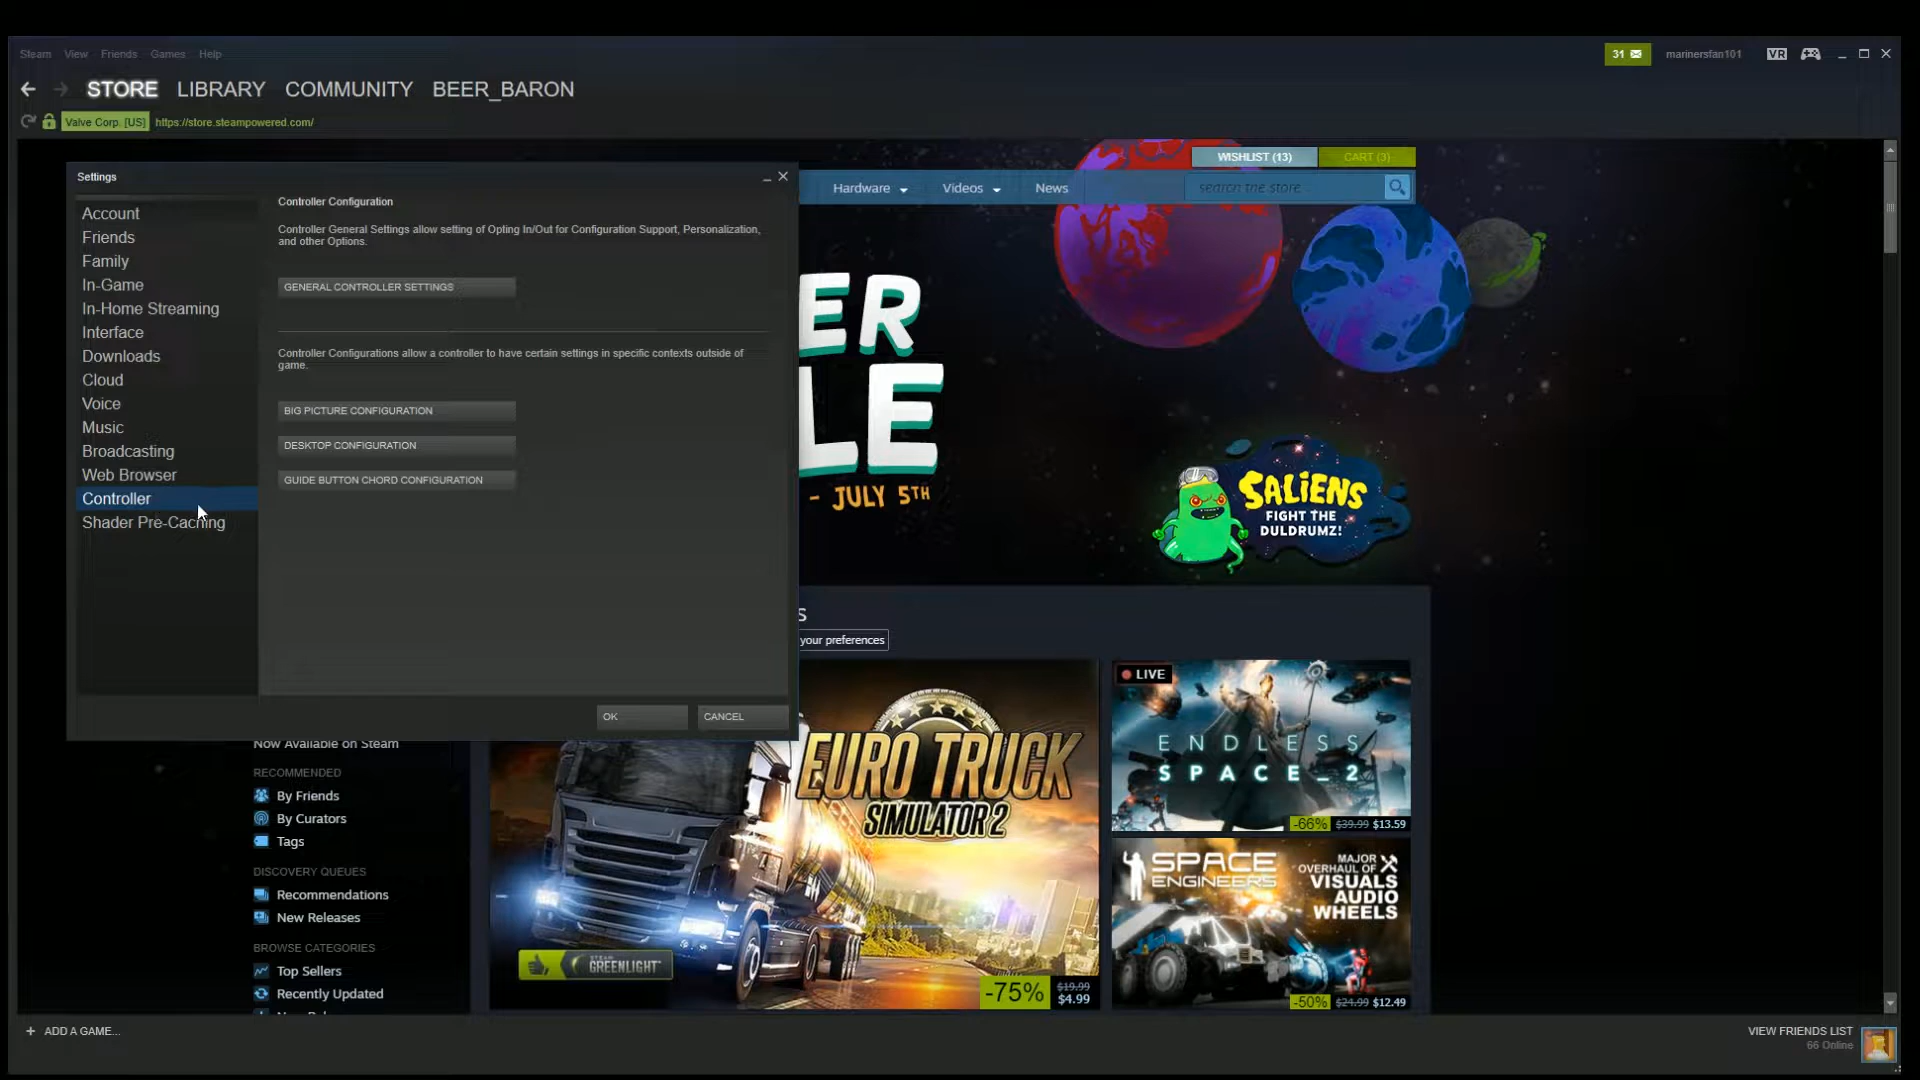 Steam View Friends Games Help
31
marinersfan101
VR
STORE LIBRARY COMMUNITY BEER_BARON
Valve Corp. [US] https://store.steampowered.com/
WISHLIST (13) CART (3)
Hardware Videos News search the store
Settings
Account
Friends
Family
In-Game
In-Home Streaming
Interface
Downloads
Cloud
Voice
Music
Broadcasting
Web Browser
Controller
Shader Pre-Caching
Controller Configuration
Controller General Settings allow setting of Opting In/Out for Configuration Support, Personalization,
and other Options.
GENERAL CONTROLLER SETTINGS
Controller Configurations allow a controller to have certain settings in specific contexts outside of
game.
BIG PICTURE CONFIGURATION
DESKTOP CONFIGURATION
GUIDE BUTTON CHORD CONFIGURATION
OK CANCEL
ER
LE
- JULY 5TH
SALIENS
FIGHT THE
DULDRUMZ!
S
your preferences
Now Available on Steam
RECOMMENDED
By Friends
By Curators
Tags
DISCOVERY QUEUES
Recommendations
New Releases
BROWSE CATEGORIES
Top Sellers
Recently Updated
EURO TRUCK
SIMULATOR 2
STEAM
GREENLIGHT
-75% $19.99
$4.99
LIVE
ENDLESS
SPACE_2
-66% $39.99 $13.59
SPACE
ENGINEERS
MAJOR
OVERHAUL OF
VISUALS
AUDIO
WHEELS
-50% $24.99 $12.49
+ ADD A GAME...
VIEW FRIENDS LIST
66 Online